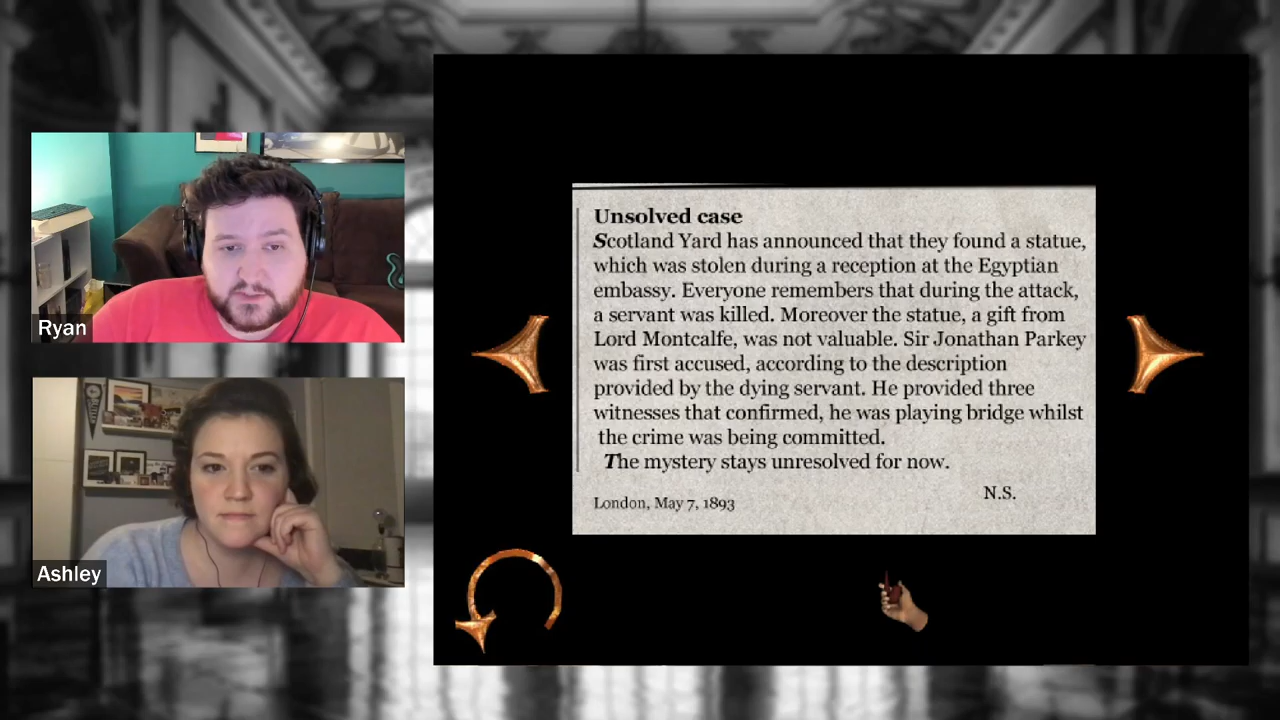 Ryan
Ashley
Unsolved case
Scotland Yard has announced that they found a statue,
which was stolen during a reception at the Egyptian
embassy. Everyone remembers that during the attack,
a servant was killed. Moreover the statue, a gift from
Lord Montcalfe, was not valuable. Sir Jonathan Parkey
was first accused, according to the description
provided by the dying servant. He provided three
witnesses that confirmed, he was playing bridge whilst
the crime was being committed.
The mystery stays unresolved for now.
N.S.
London, May 7, 1893